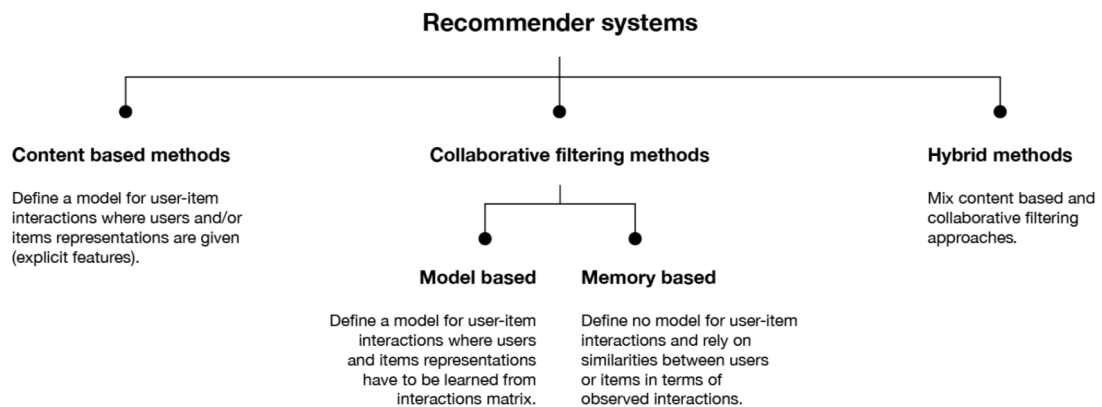 Recommender systems
Content based methods
Define a model for user-item
interactions where users and/or
items representations are given
(explicit features).
Collaborative filtering methods
Model based
Define a model for user-item
interactions where users
and items representations
have to be learned from
interactions matrix.
Memory based
Define no model for user-item
interactions and rely on
similarities between users
or items in terms of
observed interactions.
Hybrid methods
Mix content based and
collaborative filtering
approaches.